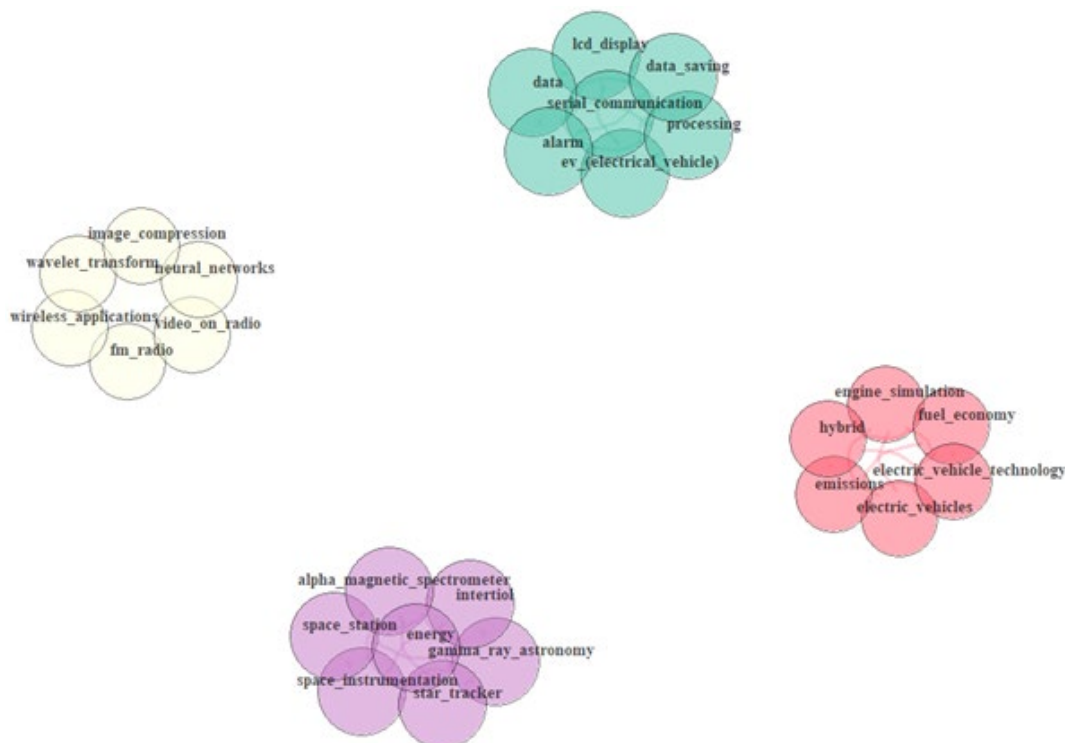 lcd_display
data_saving
data
serial_communication
processing
alarm
ev_(electrical_vehicle)
image_compression
wavelet_transform
neural_networks
wireless_applications
video_on_radio
fm_radio
engine_simulation
fuel_economy
hybrid
electric_vehicle_technology
emissions
electric_vehicles
alpha_magnetic_spectrometer
intertiol
space_station
energy
gamma_ray_astronomy
space_instrumentation
star_tracker